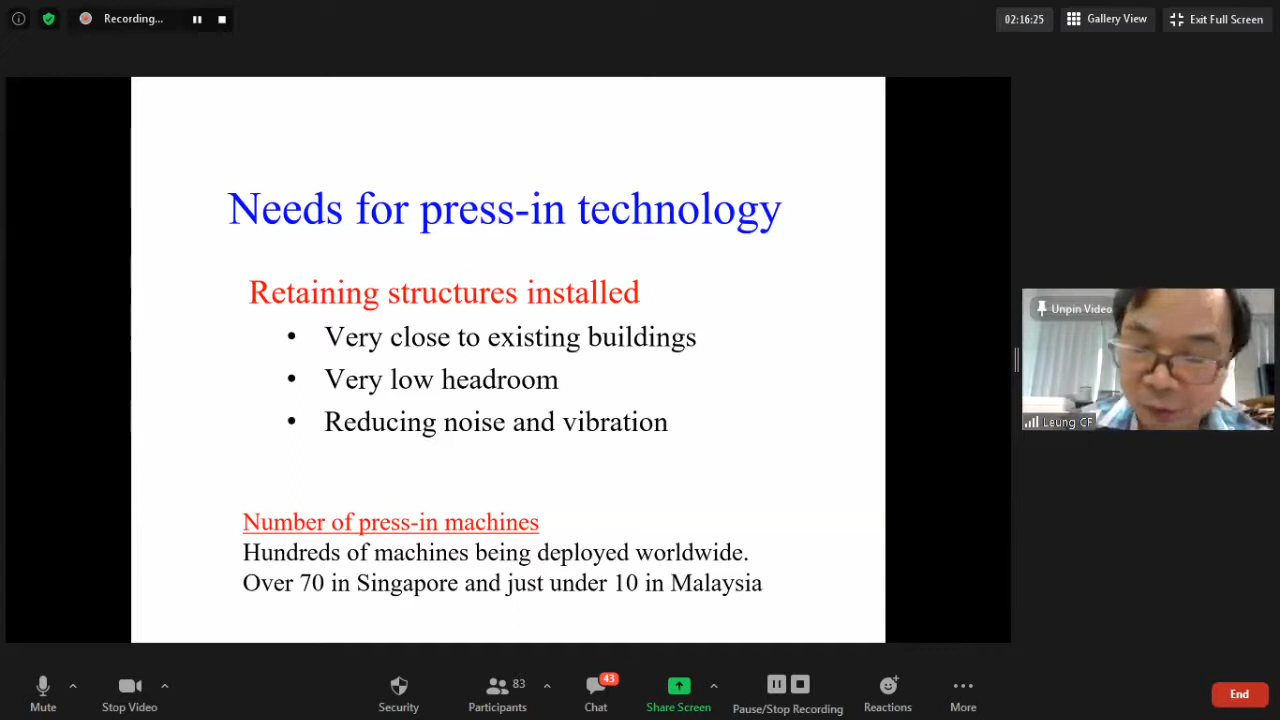 Recording...
02:16:25
Gallery View
Exit Full Screen
Needs for press-in technology
Retaining structures installed
• Very close to existing buildings
• Very low headroom
• Reducing noise and vibration
Number of press-in machines
Hundreds of machines being deployed worldwide.
Over 70 in Singapore and just under 10 in Malaysia
Unpin Video
Leung CF
Mute
Stop Video
Security
Participants
83
Chat
43
Share Screen
Pause/Stop Recording
Reactions
More
End